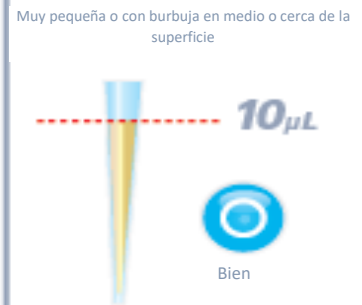 Muy pequeña o con burbuja en medio o cerca de la
superficie
10µL
Bien